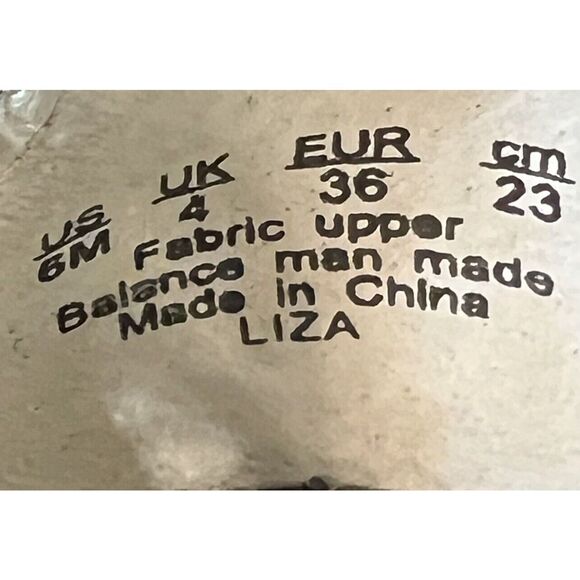 US UK EUR cm
6M 4 36 23
Fabric upper
Balance man made
Made in China
LIZA